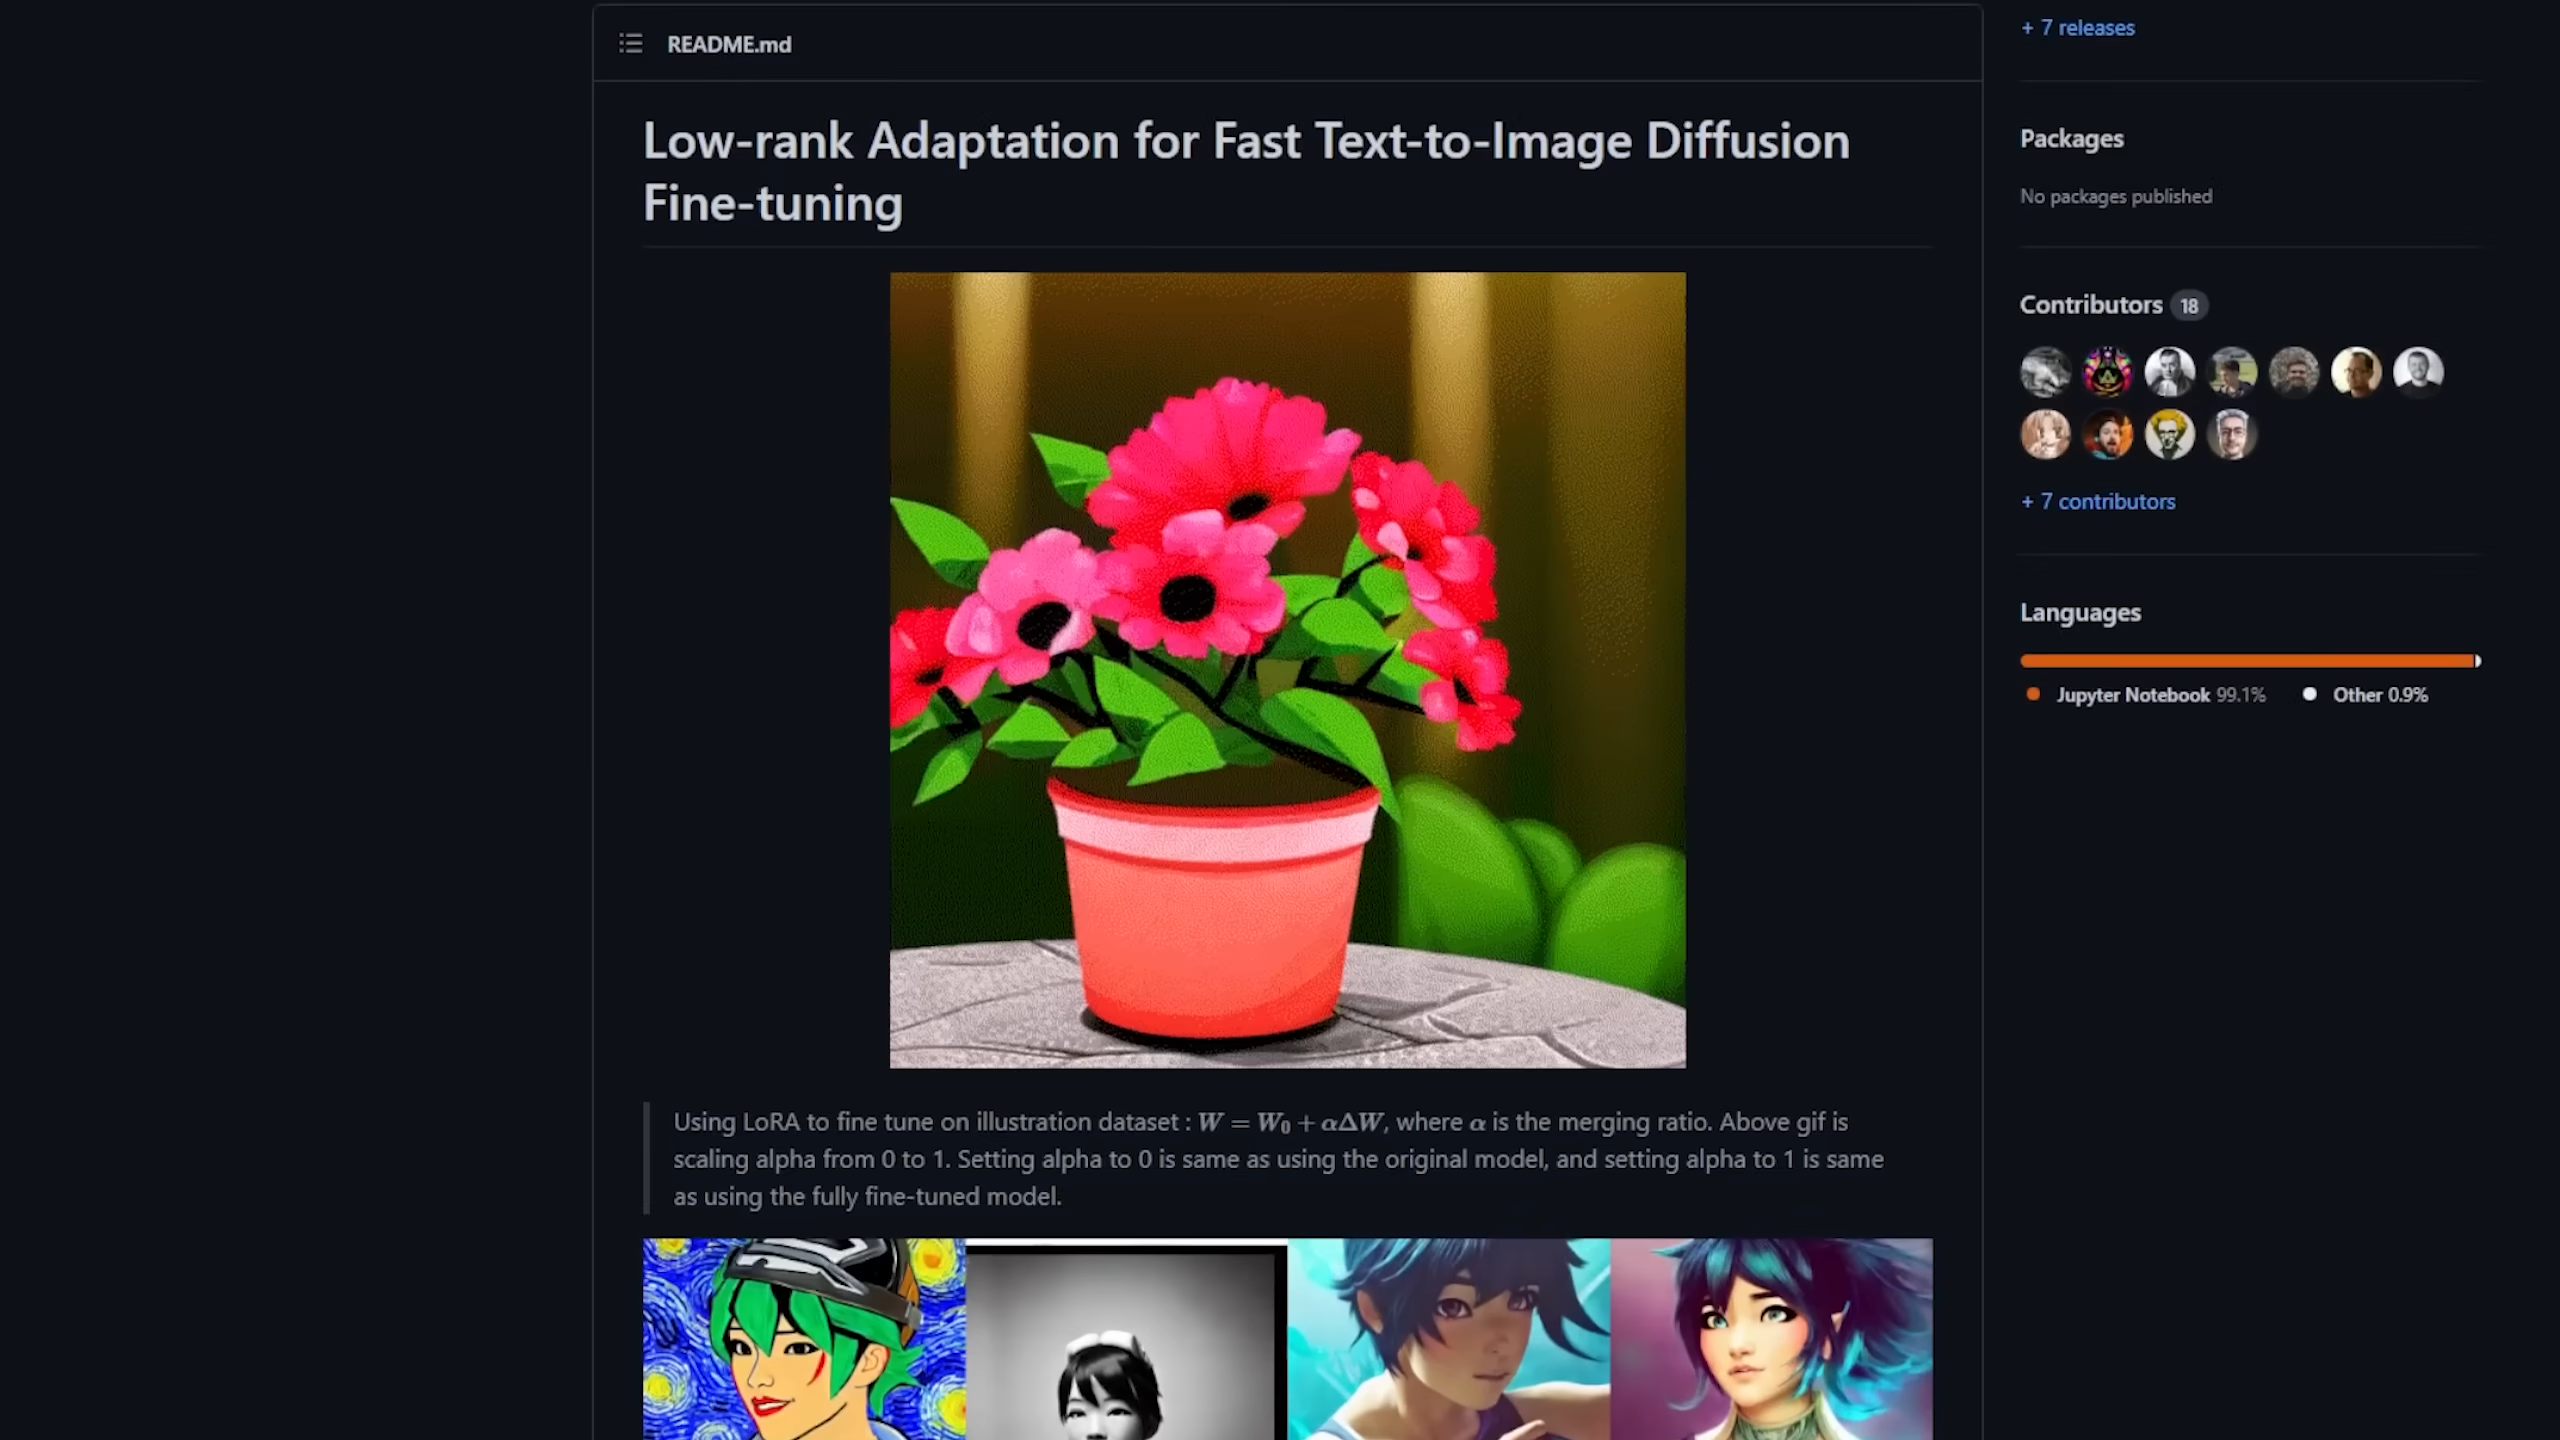 README.md
Low-rank Adaptation for Fast Text-to-Image Diffusion
Fine-tuning
Using LoRA to fine tune on illustration dataset : W = W₀ + αΔW, where α is the merging ratio. Above gif is
scaling alpha from 0 to 1. Setting alpha to 0 is same as using the original model, and setting alpha to 1 is same
as using the fully fine-tuned model.
+ 7 releases
Packages
No packages published
Contributors 18
+ 7 contributors
Languages
Jupyter Notebook 99.1% Other 0.9%